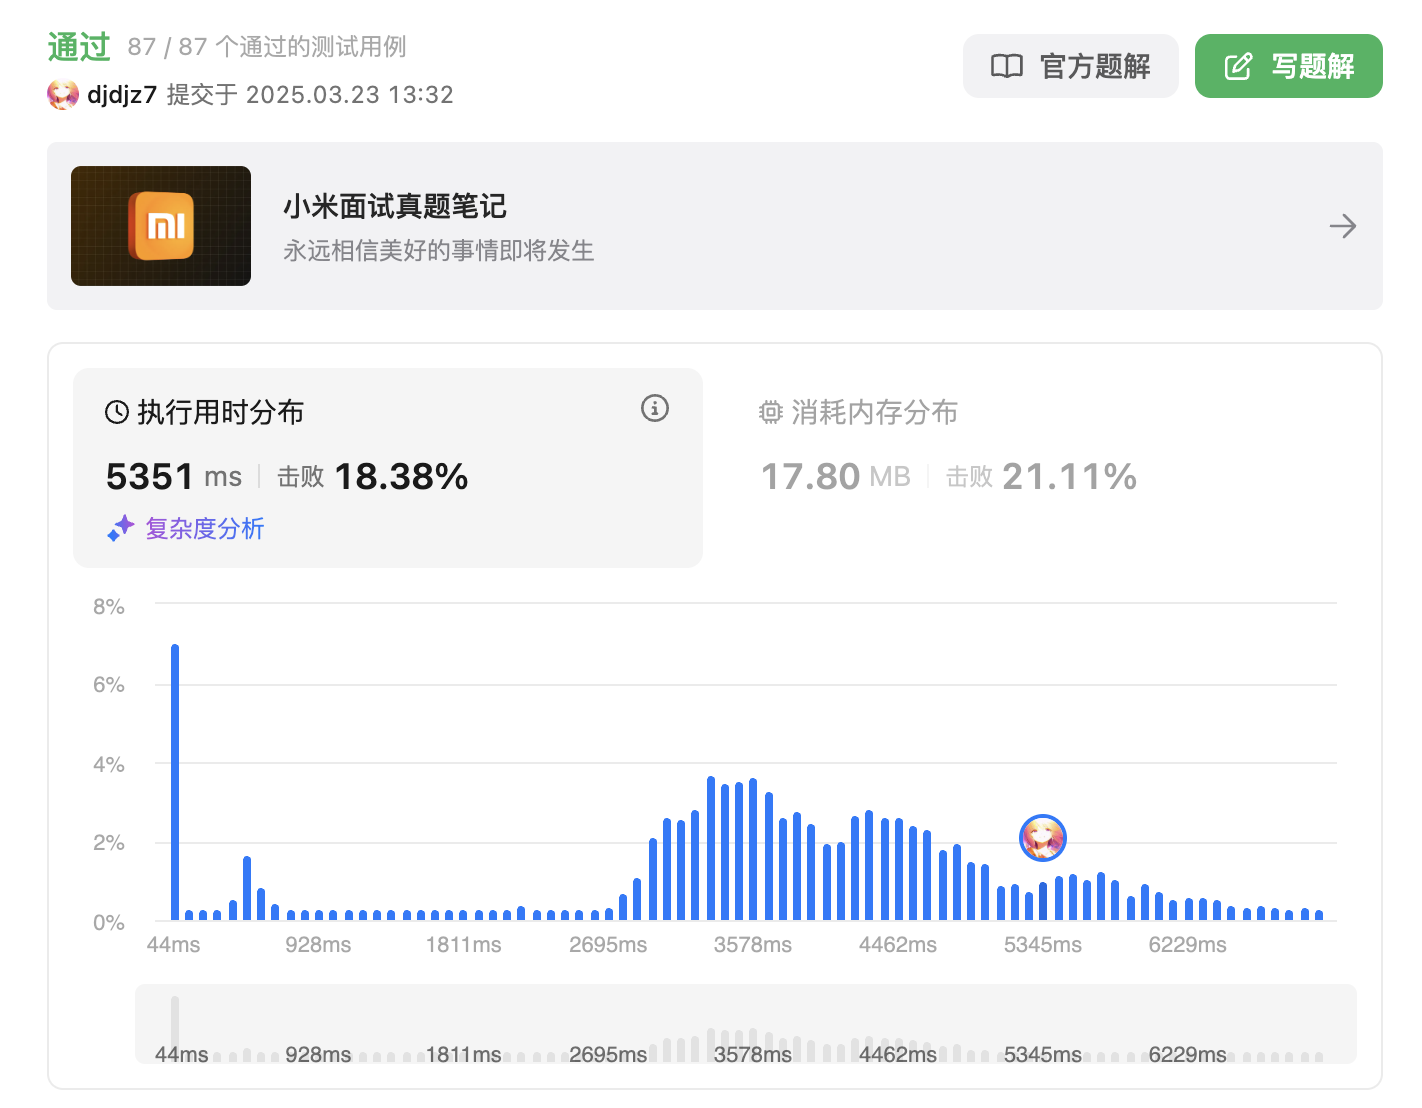 通过 87 / 87 个通过的测试用例
官方题解
写题解
djdjz7 提交于 2025.03.23 13:32
小米面试真题笔记
永远相信美好的事情即将发生
执行用时分布
5351 ms 击败 18.38%
复杂度分析
消耗内存分布
17.80 MB 击败 21.11%
8%
6%
4%
2%
0%
44ms 928ms 1811ms 2695ms 3578ms 4462ms 5345ms 6229ms
44ms 928ms 1811ms 2695ms 3578ms 4462ms 5345ms 6229ms